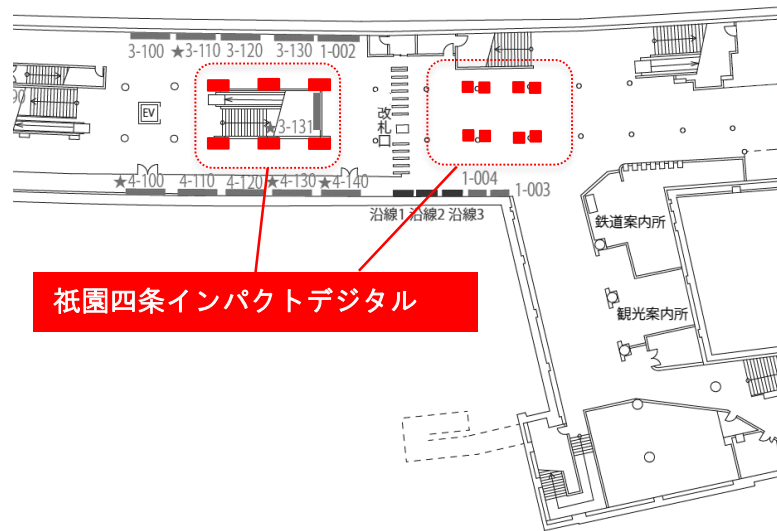 3-100 ★3-110 3-120 3-130 1-002
EV
★3-131
改札口
★4-100 4-110 4-120 ★4-130 ★4-140
1-004
1-003
沿線1 沿線2 沿線3
鉄道案内所
祇園四条インパクトデジタル
観光案内所